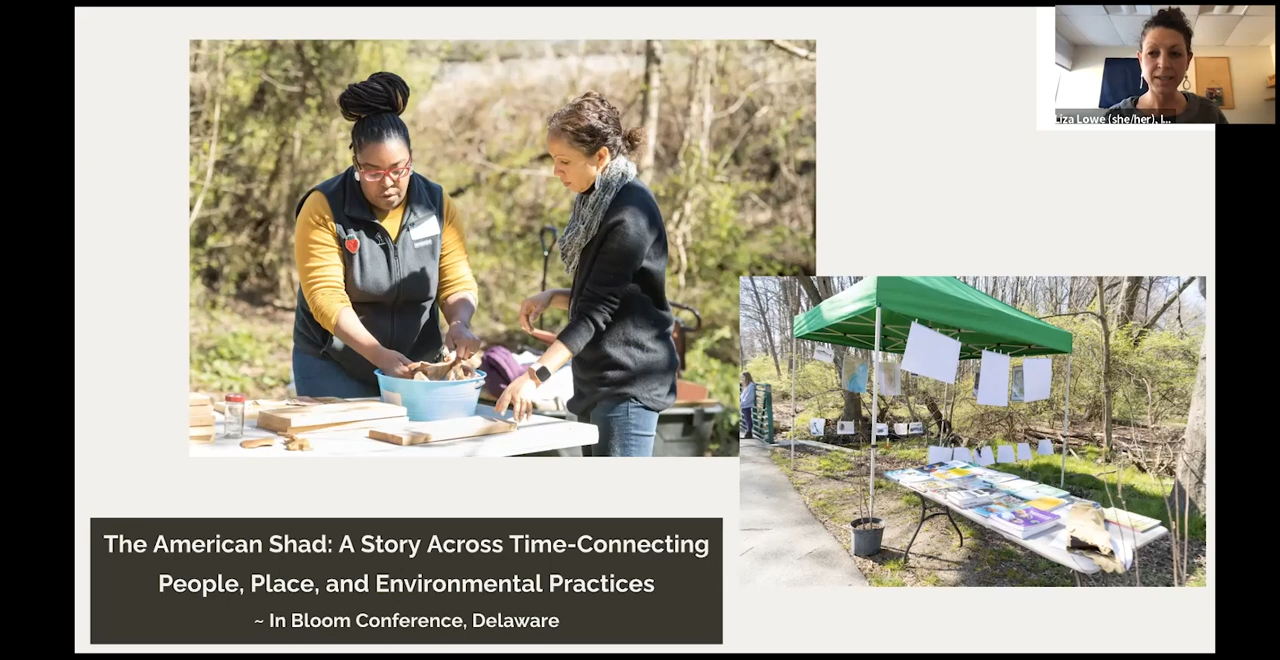 Liza Lowe (she/her), I...
The American Shad: A Story Across Time-Connecting
People, Place, and Environmental Practices
~ In Bloom Conference, Delaware